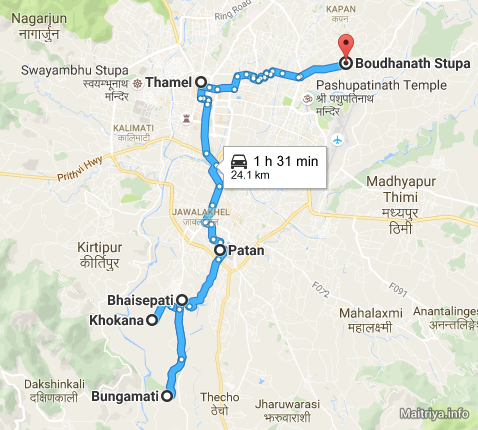 Nagarjun
नागार्जुन
Ring Road
KAPAN
कपन
Boudhanath Stupa
Swayambhu Stupa
स्वयम्भूनाथ
मन्दिर
Thamel
Pashupatinath Temple
श्री पशुपतिनाथ
मन्दिर
KALIMATI
कालिमाटी
Prithvi Hwy
1 h 31 min
24.1 km
Madhyapur
Thimi
मध्यपुर
ठिमी
JAWALAKHEL
Kirtipur
कीर्तिपुर
Patan
Bhaisepati
Khokana
F072
F091
Mahalaxmi
महालक्ष्मी
Anantalinges
अनन्तलिङ्गे
Dakshinkali
दक्षिणकाली
Bungamati
Thecho
ठेचो
Jharuwarasi
झरुवाराशी
Maitriya.info